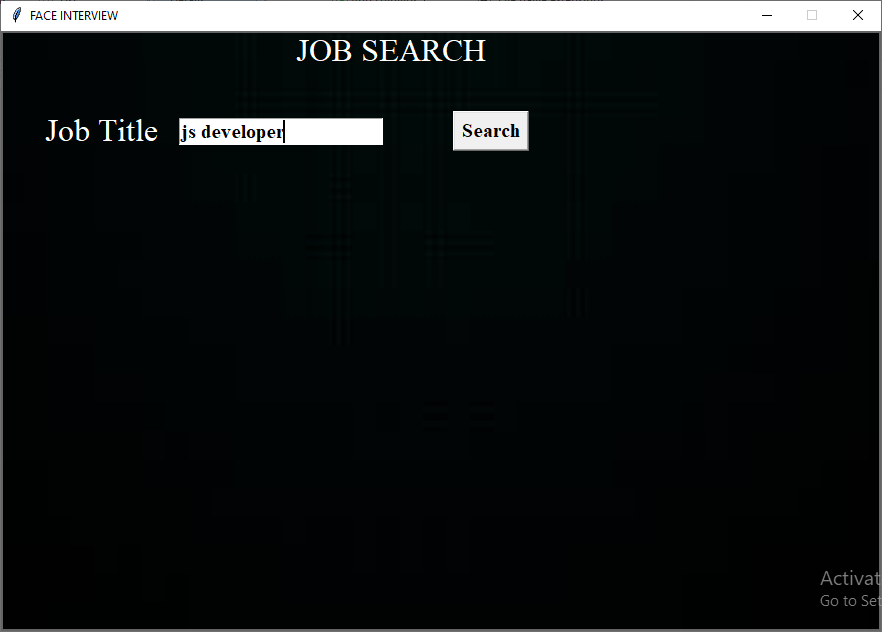 FACE INTERVIEW
JOB SEARCH
Job Title js developer Search
Activat
Go to Set